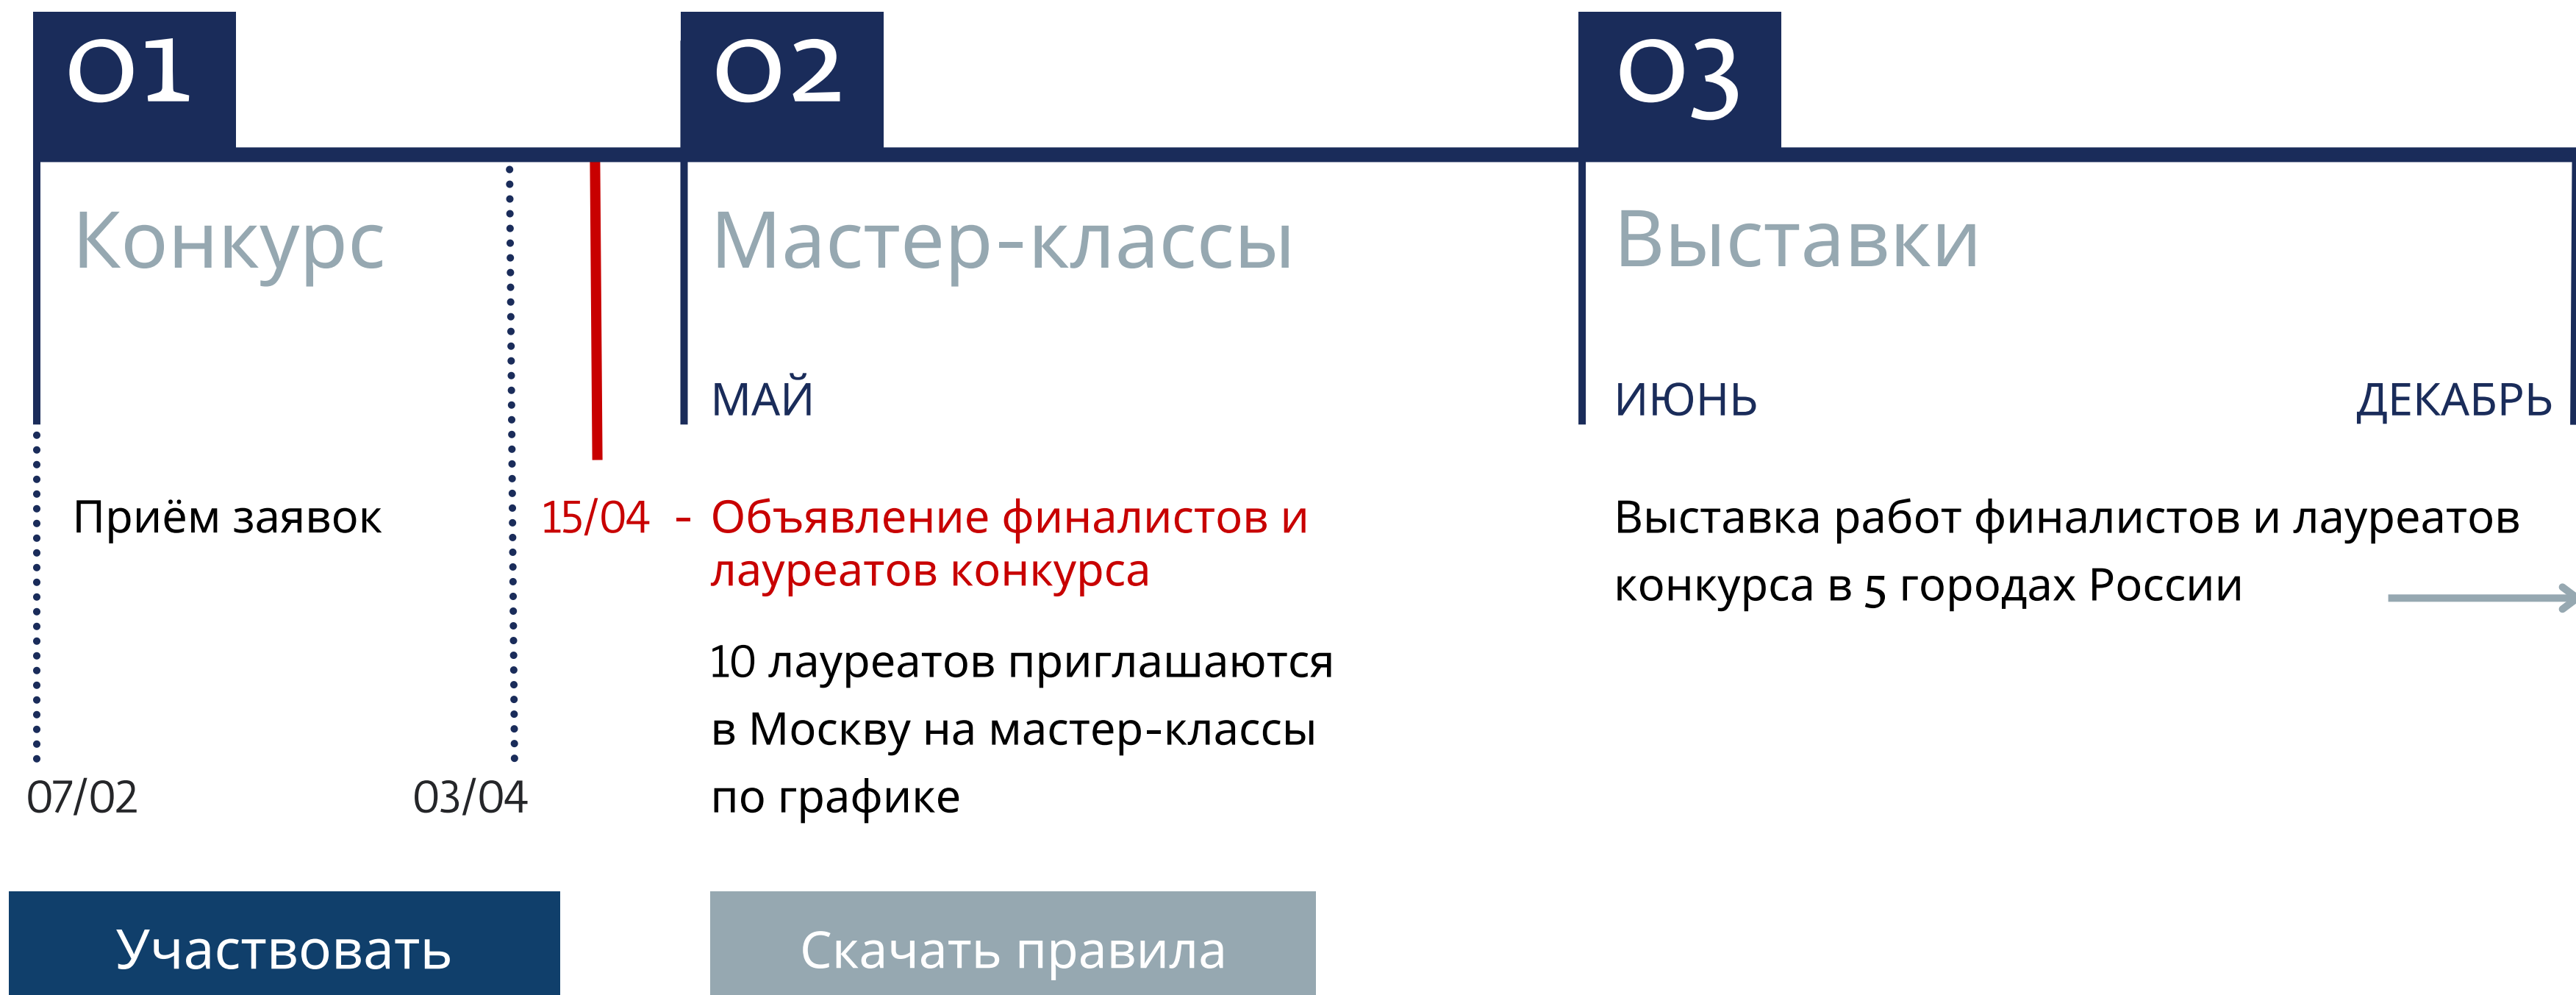 01
Конкурс
Приём заявок
07/02
03/04
02
Мастер-классы
МАЙ
15/04 - Объявление финалистов и
лауреатов конкурса
10 лауреатов приглашаются
в Москву на мастер-классы
по графике
03
Выставки
ИЮНЬ
ДЕКАБРЬ
Выставка работ финалистов и лауреатов
конкурса в 5 городах России
Участвовать
Скачать правила